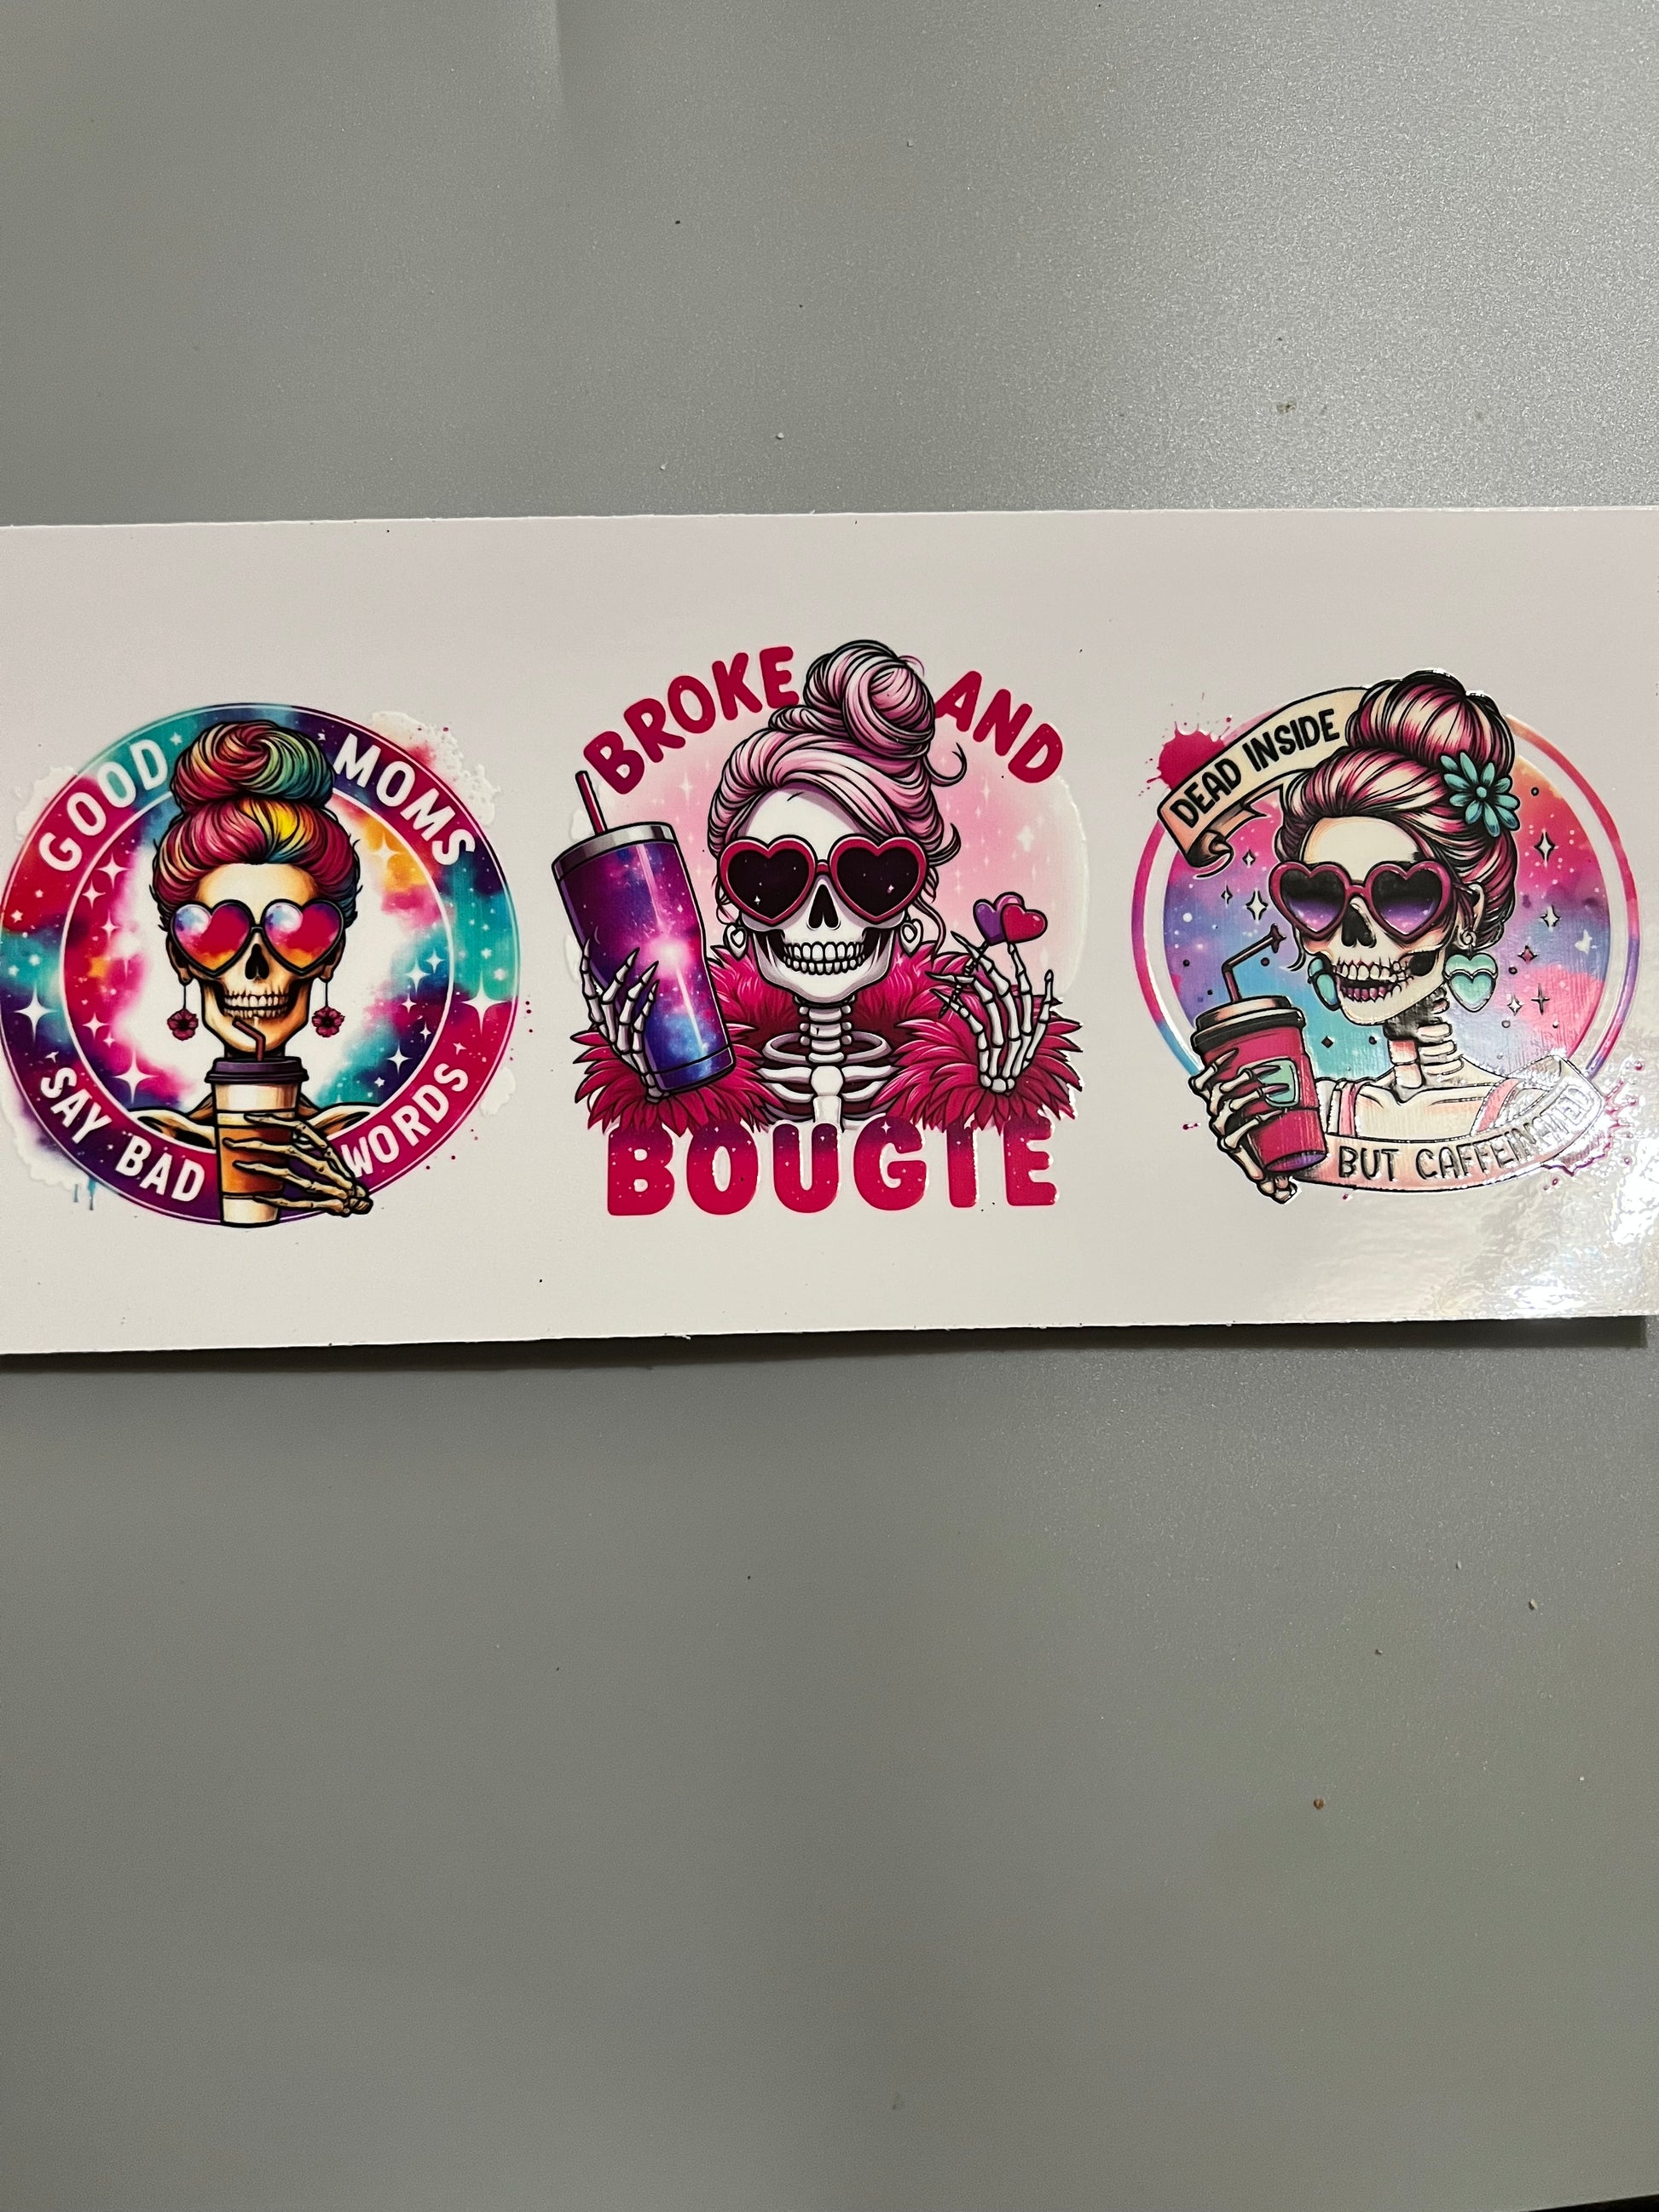 GOOD MOMS
SAY BAD WORDS
BROKE AND
BOUGIE
DEAD INSIDE
BUT CAFFEINATED